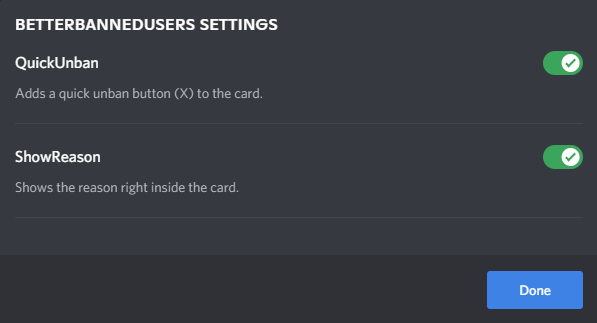 BETTERBANNEDUSERS SETTINGS
QuickUnban
Adds a quick unban button (X) to the card.
ShowReason
Shows the reason right inside the card.
Done